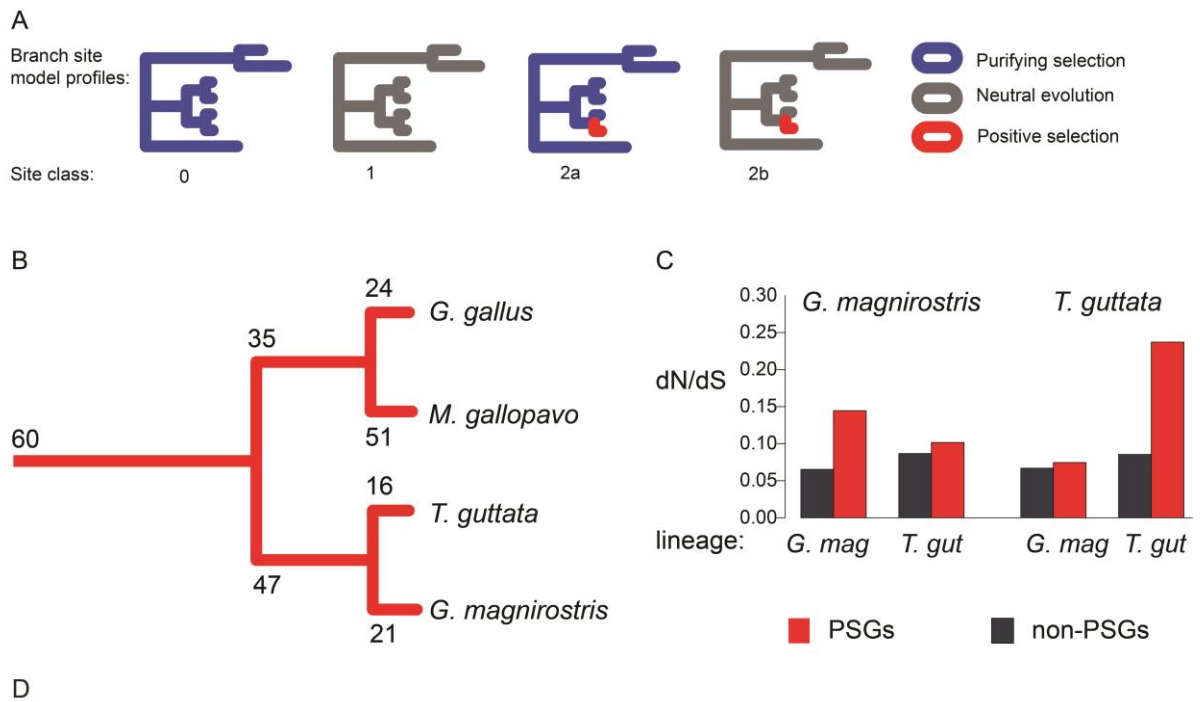 A
Branch site
model profiles:
Purifying selection
Neutral evolution
Positive selection
Site class:
0 1 2a 2b
B
24
G. gallus
35
M. gallopavo
51
60
16
T. guttata
47
G. magnirostris
21
C
0.30
G. magnirostris T. guttata
0.25
0.20
dN/dS
0.15
0.10
0.05
0.00
lineage: G. mag T. gut G. mag T. gut
PSGs non-PSGs
D